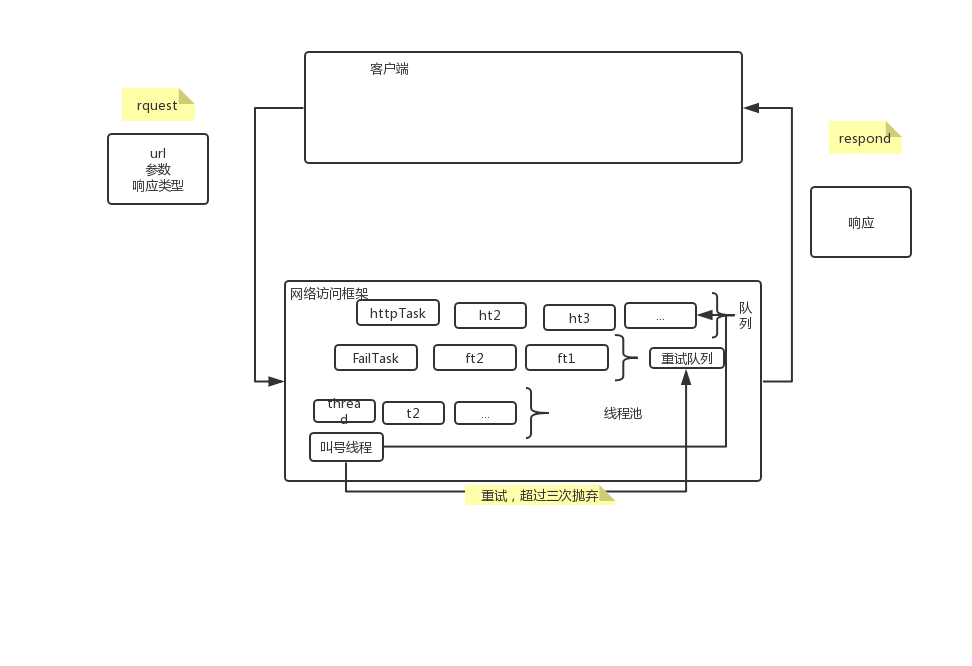 客户端
rquest
url
参数
响应类型
respond
响应
网络访问框架
httpTask
ht2
ht3
...
队
列
FailTask
ft2
ft1
重试队列
threa
d
t2
...
线程池
叫号线程
重试，超过三次抛弃